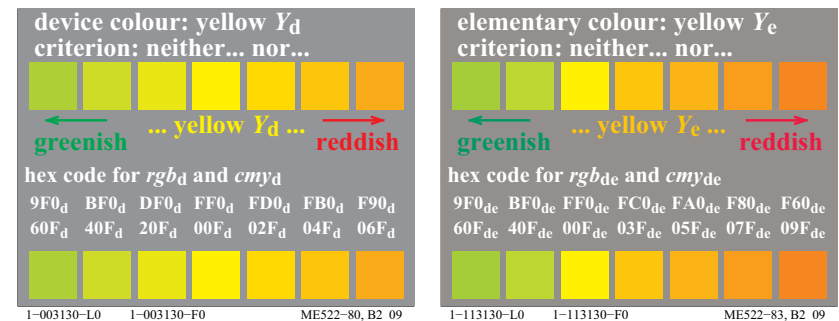 device colour: yellow Yd
criterion: neither... nor...
greenish
... yellow Yd ...
reddish
hex code for rgbd and cmyd
9F0d BF0d DF0d FF0d FD0d FB0d F90d
60Fd 40Fd 20Fd 00Fd 02Fd 04Fd 06Fd
1-003130-L0 1-003130-F0 ME522-80, B2 09
elementary colour: yellow Ye
criterion: neither... nor...
greenish
... yellow Ye ...
reddish
hex code for rgbde and cmyde
9F0de BF0de FF0de FC0de FA0de F80de F60de
60Fde 40Fde 00Fde 03Fde 05Fde 07Fde 09Fde
1-113130-L0 1-113130-F0 ME522-83, B2 09